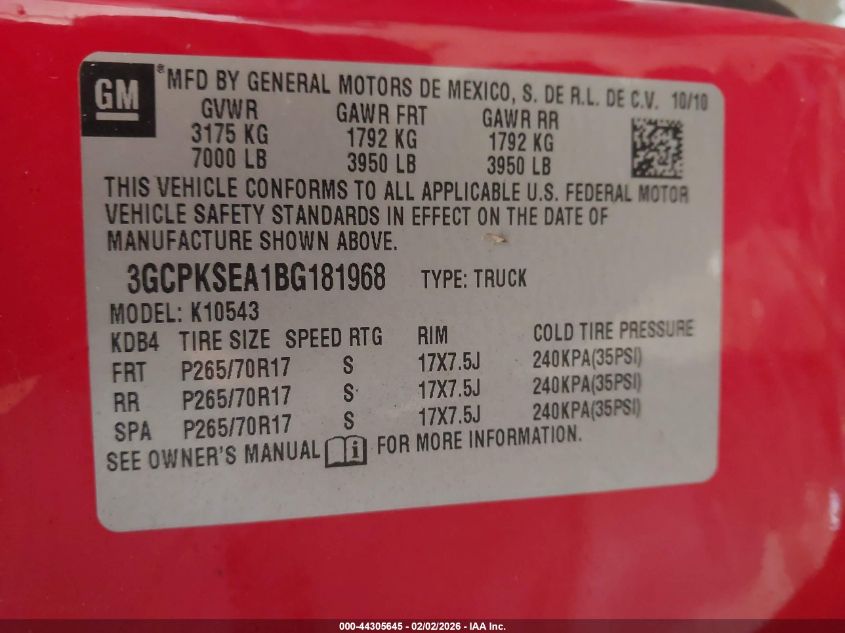 GM
®MFD BY GENERAL MOTORS DE MEXICO, S. DE R.L. DE C.V. 10/10
GVWR GAWR FRT GAWR RR
3175 KG 1792 KG 1792 KG
7000 LB 3950 LB 3950 LB
THIS VEHICLE CONFORMS TO ALL APPLICABLE U.S. FEDERAL MOTOR
VEHICLE SAFETY STANDARDS IN EFFECT ON THE DATE OF
MANUFACTURE SHOWN ABOVE.
3GCPKSEA1BG181968 TYPE: TRUCK
MODEL: K10543
KDB4 TIRE SIZE SPEED RTG RIM COLD TIRE PRESSURE
FRT P265/70R17 S 17X7.5J 240KPA(35PSI)
RR P265/70R17 S 17X7.5J 240KPA(35PSI)
SPA P265/70R17 S 17X7.5J 240KPA(35PSI)
SEE OWNER'S MANUAL i FOR MORE INFORMATION.
000-44305645 - 02/02/2026 - IAA Inc.